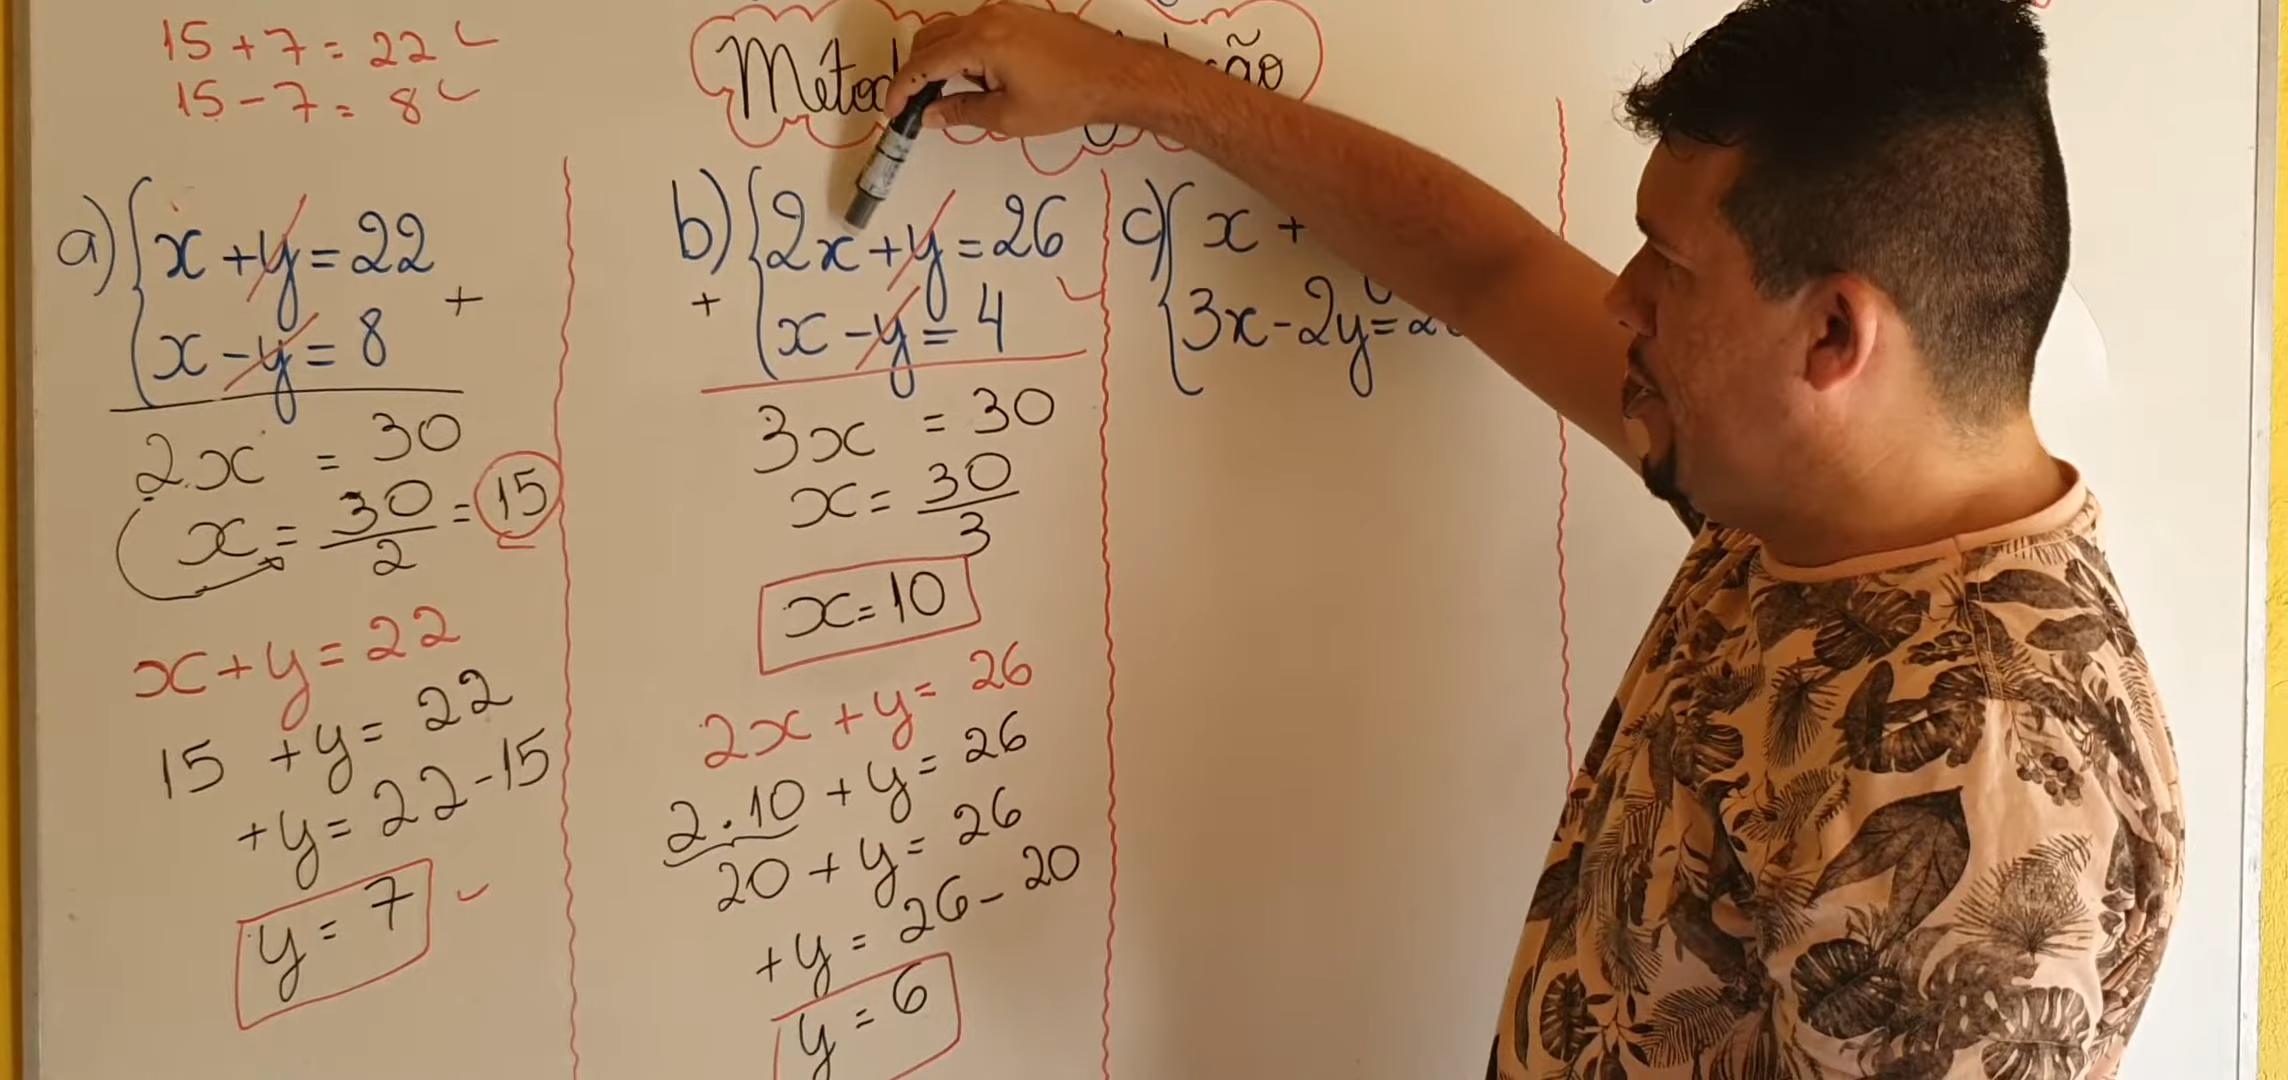 15 + 7 = 22
15 - 7 = 8
a) x + y = 22
x - y = 8
+
2x = 30
x = 30/2 = 15
x + y = 22
15 + y = 22
+y = 22 - 15
y = 7
b) 2x + y = 26
x - y = 4
+
3x = 30
x = 30/3
x = 10
2x + y = 26
2 . 10 + y = 26
20 + y = 26
+y = 26 - 20
y = 6
c) x +
3x - 2y =